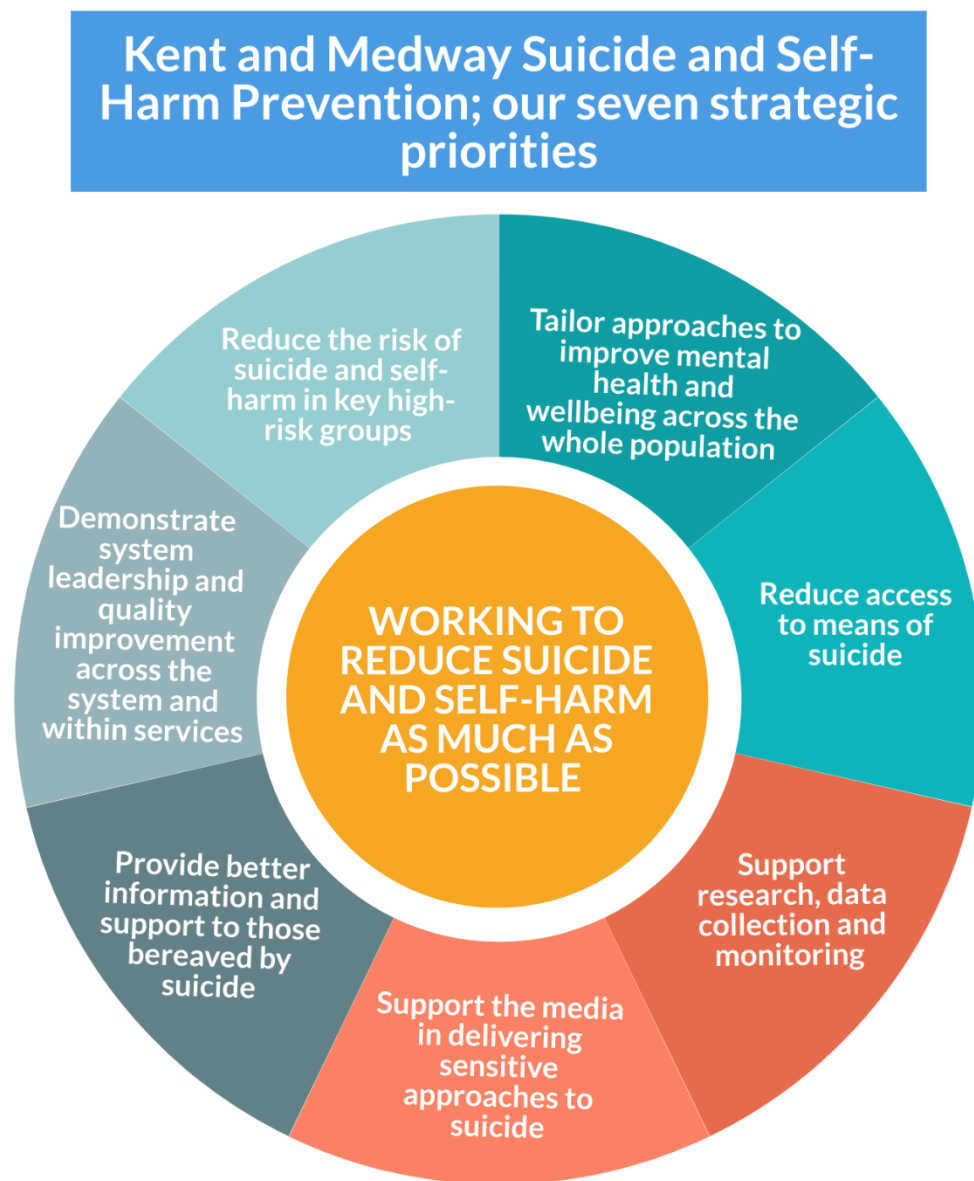 Kent and Medway Suicide and Self-
Harm Prevention; our seven strategic
priorities
Tailor approaches to
improve mental
health and
wellbeing across the
whole population
Reduce access
to means of
suicide
Support
research, data
collection and
monitoring
Support the media
in delivering
sensitive
approaches to
suicide
Provide better
information and
support to those
bereaved by
suicide
Demonstrate
system
leadership and
quality
improvement
across the
system and
within services
Reduce the risk of
suicide and self-
harm in key high-
risk groups
WORKING TO
REDUCE SUICIDE
AND SELF-HARM
AS MUCH AS
POSSIBLE